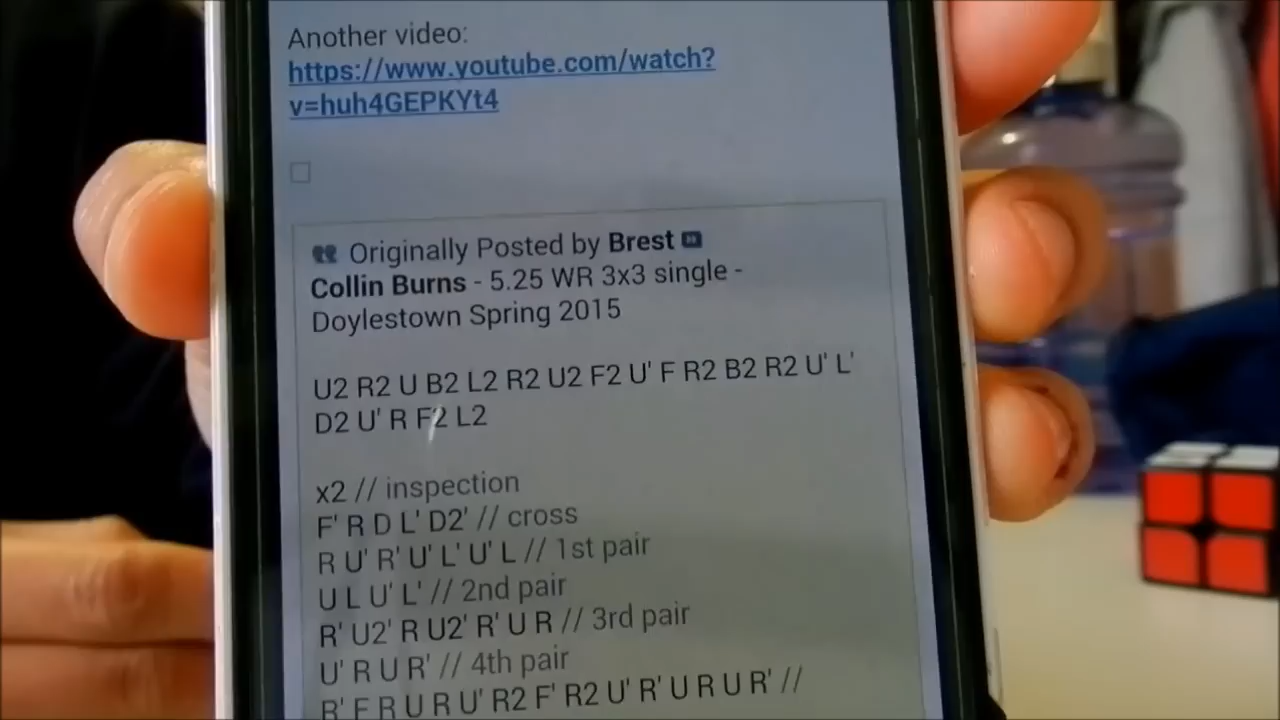 Another video:
https://www.youtube.com/watch?
v=huh4GEPKYt4
Originally Posted by Brest
Collin Burns - 5.25 WR 3x3 single -
Doylestown Spring 2015
U2 R2 U B2 L2 R2 U2 F2 U' F R2 B2 R2 U' L'
D2 U' R F2 L2
x2 // inspection
F' R D L' D2' // cross
R U' R' U' L' U' L // 1st pair
U L U' L' // 2nd pair
R' U2' R U2' R' U R // 3rd pair
U' R U R' // 4th pair
R' F R U R U' R2 F' R2 U' R' U R U R' //